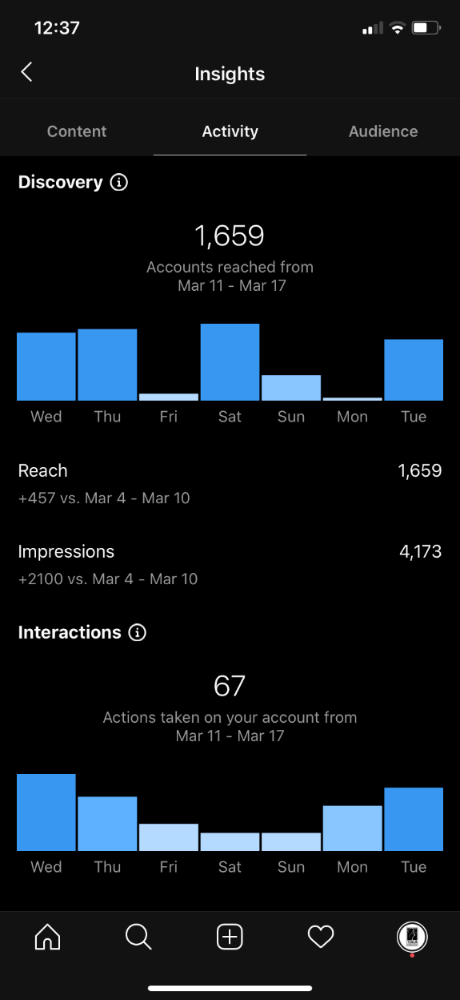 12:37
Insights
Content Activity Audience
Discovery
1,659
Accounts reached from
Mar 11 - Mar 17
Wed Thu Fri Sat Sun Mon Tue
Reach 1,659
+457 vs. Mar 4 - Mar 10
Impressions 4,173
+2100 vs. Mar 4 - Mar 10
Interactions
67
Actions taken on your account from
Mar 11 - Mar 17
Wed Thu Fri Sat Sun Mon Tue